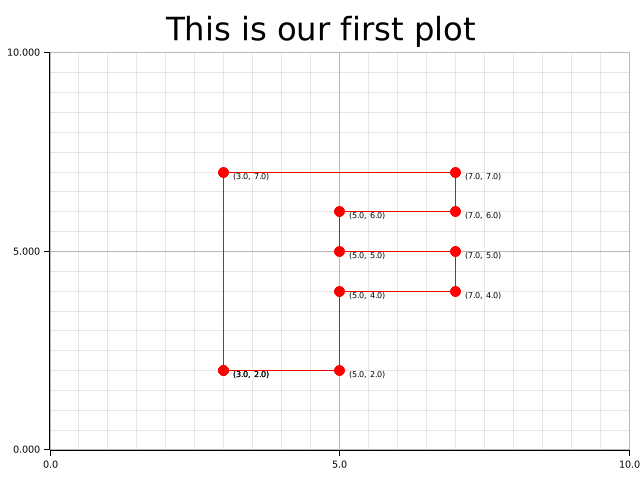 This is our first plot
10.000
(3.0, 7.0) (7.0, 7.0)
(5.0, 6.0) (7.0, 6.0)
5.000 (5.0, 5.0) (7.0, 5.0)
(5.0, 4.0) (7.0, 4.0)
(3.0, 2.0) (5.0, 2.0)
0.000
0.0 5.0 10.0